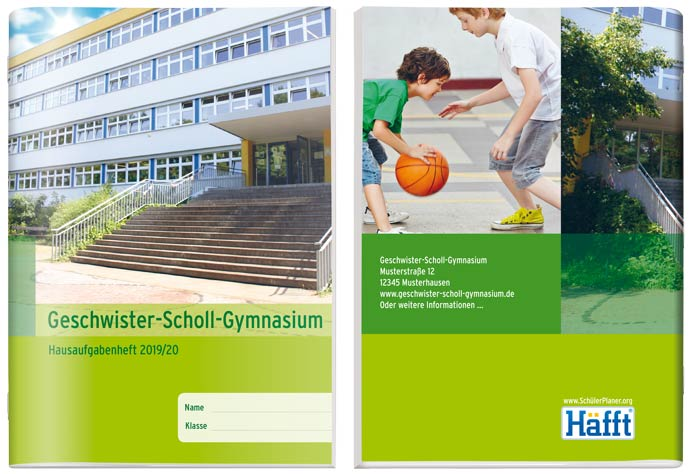 Geschwister-Scholl-Gymnasium
Hausaufgabenheft 2019/20
Name
Klasse
Geschwister-Scholl-Gymnasium
Musterstraße 12
12345 Musterhausen
www.geschwister-scholl-gymnasium.de
Oder weitere Informationen ...
www.SchülerPlaner.org
Häfft